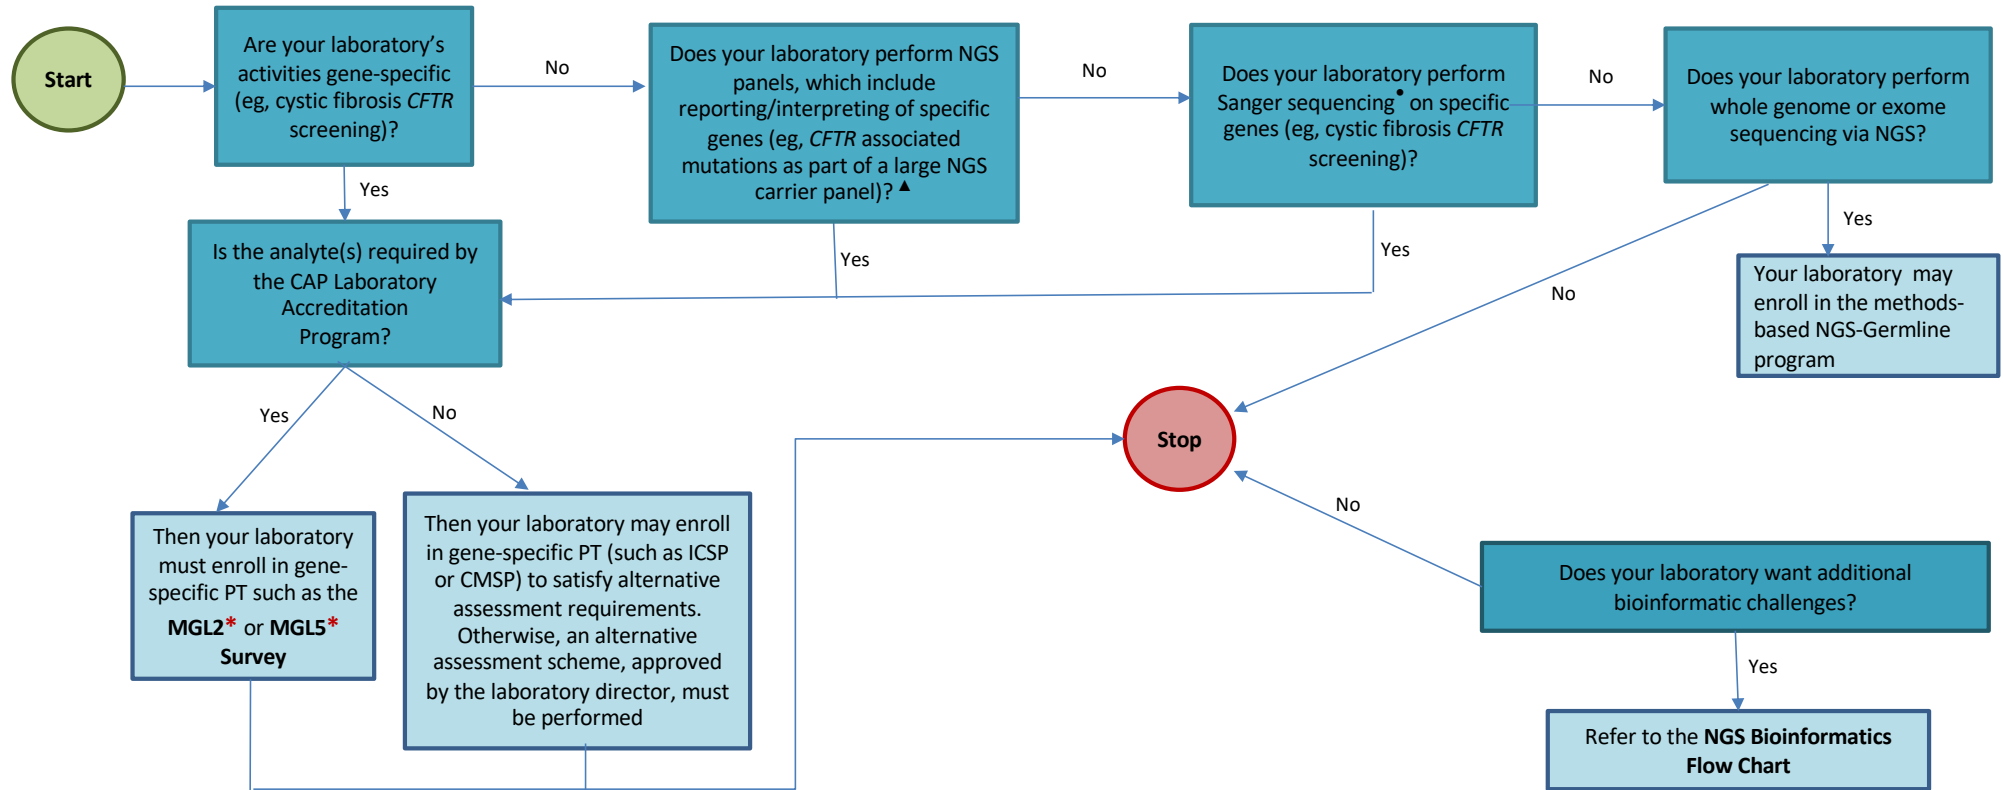 Start
Are your laboratory's
activities gene-specific
(eg, cystic fibrosis CFTR
screening)?
No
Does your laboratory perform NGS
panels, which include
reporting/interpreting of specific
genes (eg, CFTR associated
mutations as part of a large NGS
carrier panel)? ▲
No
Does your laboratory perform
Sanger sequencing• on specific
genes (eg, cystic fibrosis CFTR
screening)?
No
Does your laboratory perform
whole genome or exome
sequencing via NGS?
Yes
Yes
Yes
Yes
No
Is the analyte(s) required by
the CAP Laboratory
Accreditation
Program?
Your laboratory may
enroll in the methods-
based NGS-Germline
program
Yes
No
Stop
Then your laboratory
must enroll in gene-
specific PT such as the
MGL2* or MGL5*
Survey
Then your laboratory may enroll
in gene-specific PT (such as ICSP
or CMSP) to satisfy alternative
assessment requirements.
Otherwise, an alternative
assessment scheme, approved
by the laboratory director, must
be performed
No
Does your laboratory want additional
bioinformatic challenges?
Yes
Refer to the NGS Bioinformatics
Flow Chart